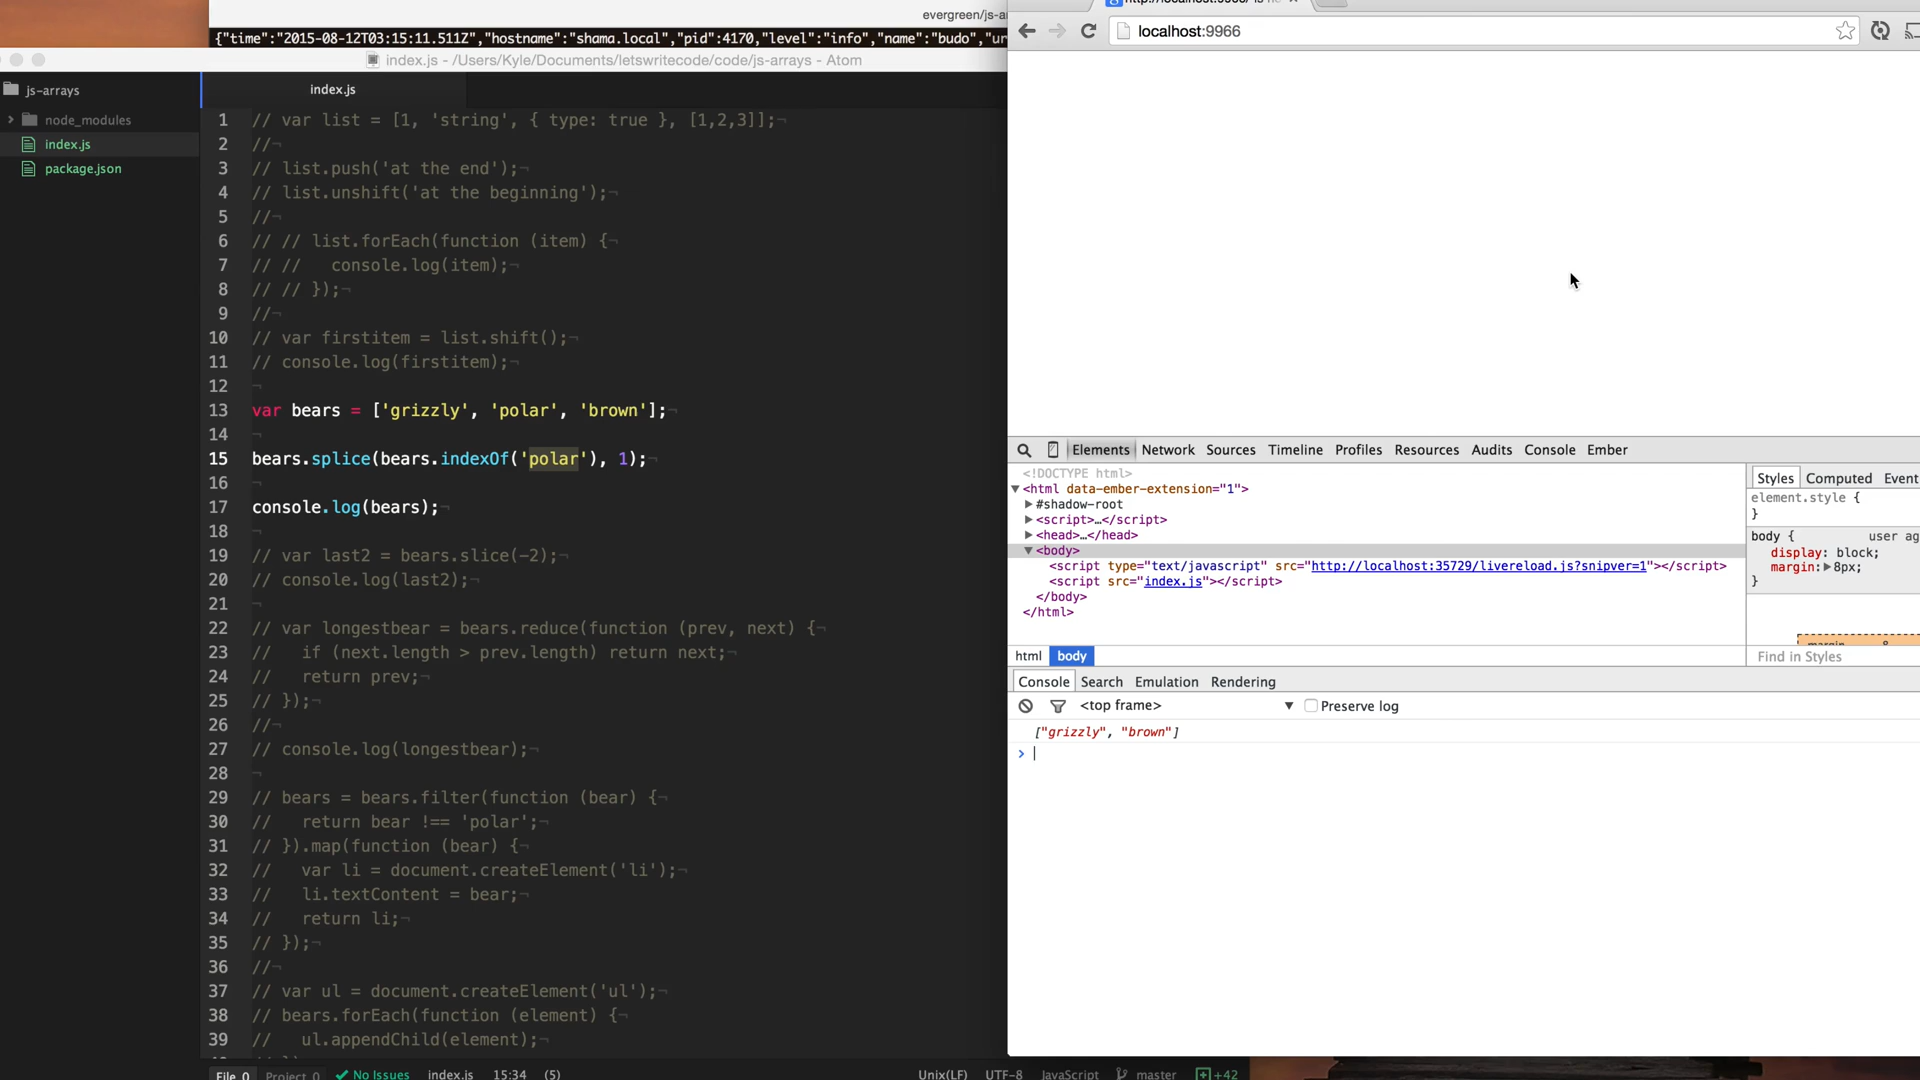 evergreen/js-a
{"time":"2015-08-12T03:15:11.511Z","hostname":"shama.local","pid":4170,"level":"info","name":"budo","ur
index.js - /Users/Kyle/Documents/letswritecode/code/js-arrays - Atom
js-arrays
node_modules
index.js
package.json
index.js
1 // var list = [1, 'string', { type: true }, [1,2,3]];¬
2 //¬
3 // list.push('at the end');¬
4 // list.unshift('at the beginning');¬
5 //¬
6 // // list.forEach(function (item) {¬
7 // //   console.log(item);¬
8 // // });¬
9 //¬
10 // var firstitem = list.shift();¬
11 // console.log(firstitem);¬
12 ¬
13 var bears = ['grizzly', 'polar', 'brown'];¬
14 ¬
15 bears.splice(bears.indexOf('polar'), 1);¬
16 ¬
17 console.log(bears);¬
18 ¬
19 // var last2 = bears.slice(-2);¬
20 // console.log(last2);¬
21 ¬
22 // var longestbear = bears.reduce(function (prev, next) {¬
23 //   if (next.length > prev.length) return next;¬
24 //   return prev;¬
25 // });¬
26 //¬
27 // console.log(longestbear);¬
28 ¬
29 // bears = bears.filter(function (bear) {¬
30 //   return bear !== 'polar';¬
31 // }).map(function (bear) {¬
32 //   var li = document.createElement('li');¬
33 //   li.textContent = bear;¬
34 //   return li;¬
35 // });¬
36 //¬
37 // var ul = document.createElement('ul');¬
38 // bears.forEach(function (element) {¬
39 //   ul.appendChild(element);¬
File 0 Project 0 No Issues index.js 15:34 (5) Unix(LF) UTF-8 JavaScript master +42
localhost:9966
Elements Network Sources Timeline Profiles Resources Audits Console Ember
<!DOCTYPE html>
<html data-ember-extension="1">
#shadow-root
<script>…</script>
<head>…</head>
<body>
<script type="text/javascript" src="http://localhost:35729/livereload.js?snipver=1"></script>
<script src="index.js"></script>
</body>
</html>
html body
Styles Computed Event
element.style {
}
body { user ag
display: block;
margin: 8px;
}
margin 8
Find in Styles
Console Search Emulation Rendering
<top frame> Preserve log
["grizzly", "brown"]
>